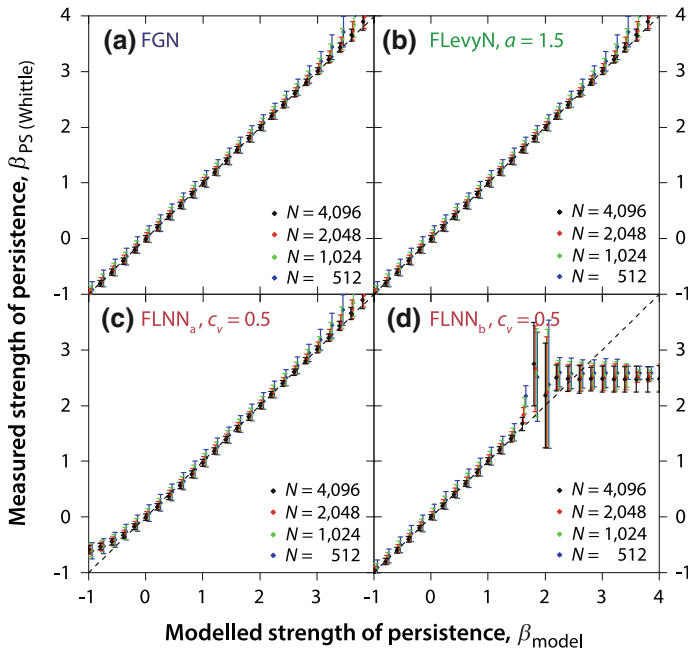 Measured strength of persistence, βPS (Whittle)
4
3
2
1
0
-1
(a) FGN
N = 4,096
N = 2,048
N = 1,024
N = 512
(b) FLevyN, a = 1.5
N = 4,096
N = 2,048
N = 1,024
N = 512
3
2
1
0
-1
(c) FLNNa, cv = 0.5
N = 4,096
N = 2,048
N = 1,024
N = 512
(d) FLNNb, cv = 0.5
N = 4,096
N = 2,048
N = 1,024
N = 512
-1 0 1 2 3 -1 0 1 2 3 4
Modelled strength of persistence, βmodel